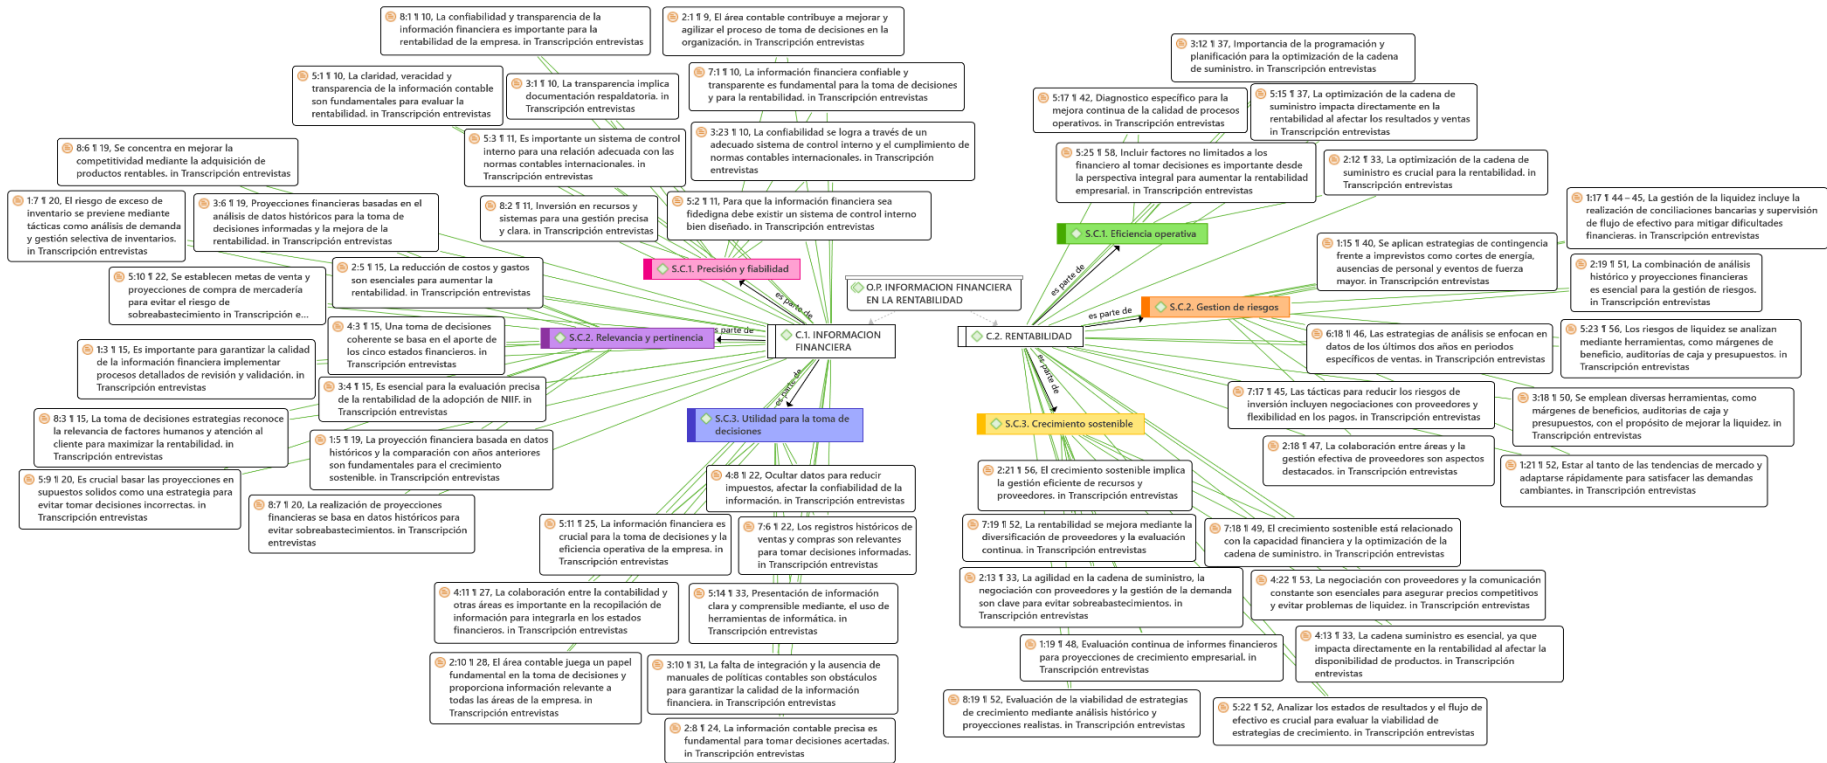 8:1 ¶ 10, La confiabilidad y transparencia de la
información financiera es importante para la
rentabilidad de la empresa. in Transcripción entrevistas
2:1 ¶ 9, El área contable contribuye a mejorar y
agilizar el proceso de toma de decisiones en la
organización. in Transcripción entrevistas
5:1 ¶ 10, La claridad, veracidad y
transparencia de la información contable
son fundamentales para evaluar la
rentabilidad. in Transcripción entrevistas
3:1 ¶ 10, La transparencia implica
documentación respaldatoria. in
Transcripción entrevistas
7:1 ¶ 10, La información financiera confiable y
transparente es fundamental para la toma de decisiones
y para la rentabilidad. in Transcripción entrevistas
5:3 ¶ 11, Es importante un sistema de control
interno para una relación adecuada con las
normas contables internacionales. in
Transcripción entrevistas
3:23 ¶ 10, La confiabilidad se logra a través de un
adecuado sistema de control interno y el cumplimiento de
normas contables internacionales. in Transcripción
entrevistas
8:6 ¶ 19, Se concentra en mejorar la
competitividad mediante la adquisición de
productos rentables. in Transcripción entrevistas
1:7 ¶ 20, El riesgo de exceso de
inventario se previene mediante
tácticas como análisis de demanda
y gestión selectiva de inventarios.
in Transcripción entrevistas
3:6 ¶ 19, Proyecciones financieras basadas en el
análisis de datos históricos para la toma de
decisiones informadas y la mejora de la
rentabilidad. in Transcripción entrevistas
8:2 ¶ 11, Inversión en recursos y
sistemas para una gestión precisa
y clara. in Transcripción entrevistas
5:2 ¶ 11, Para que la información financiera sea
fidedigna debe existir un sistema de control interno
bien diseñado. in Transcripción entrevistas
5:10 ¶ 22, Se establecen metas de venta y
proyecciones de compra de mercadería
para evitar el riesgo de
sobreabastecimiento in Transcripción e...
2:5 ¶ 15, La reducción de costos y gastos
son esenciales para aumentar la
rentabilidad. in Transcripción entrevistas
S.C.1. Precisión y fiabilidad
es parte de
4:3 ¶ 15, Una toma de decisiones
coherente se basa en el aporte de
los cinco estados financieros. in
Transcripción entrevistas
S.C.2. Relevancia y pertinencia
es parte de
C.1. INFORMACION
FINANCIERA
O.P. INFORMACION FINANCIERA
EN LA RENTABILIDAD
1:3 ¶ 15, Es importante para garantizar la calidad
de la información financiera implementar
procesos detallados de revisión y validación. in
Transcripción entrevistas
3:4 ¶ 15, Es esencial para la evaluación precisa
de la rentabilidad de la adopción de NIIF. in
Transcripción entrevistas
es parte de
S.C.3. Utilidad para la toma de
decisiones
8:3 ¶ 15, La toma de decisiones estrategias reconoce
la relevancia de factores humanos y atención al
cliente para maximizar la rentabilidad. in
Transcripción entrevistas
1:5 ¶ 19, La proyección financiera basada en datos
históricos y la comparación con años anteriores
son fundamentales para el crecimiento
sostenible. in Transcripción entrevistas
5:9 ¶ 20, Es crucial basar las proyecciones en
supuestos solidos como una estrategia para
evitar tomar decisiones incorrectas. in
Transcripción entrevistas
8:7 ¶ 20, La realización de proyecciones
financieras se basa en datos históricos para
evitar sobreabastecimientos. in Transcripción
entrevistas
4:8 ¶ 22, Ocultar datos para reducir
impuestos, afectar la confiabilidad de la
información. in Transcripción entrevistas
5:11 ¶ 25, La información financiera es
crucial para la toma de decisiones y la
eficiencia operativa de la empresa. in
Transcripción entrevistas
7:6 ¶ 22, Los registros históricos de
ventas y compras son relevantes
para tomar decisiones informadas.
in Transcripción entrevistas
4:11 ¶ 27, La colaboración entre la contabilidad y
otras áreas es importante en la recopilación de
información para integrarla en los estados
financieros. in Transcripción entrevistas
5:14 ¶ 33, Presentación de información
clara y comprensible mediante, el uso de
herramientas de informática. in
Transcripción entrevistas
2:10 ¶ 28, El área contable juega un papel
fundamental en la toma de decisiones y
proporciona información relevante a
todas las áreas de la empresa. in
Transcripción entrevistas
3:10 ¶ 31, La falta de integración y la ausencia de
manuales de políticas contables son obstáculos
para garantizar la calidad de la información
financiera. in Transcripción entrevistas
2:8 ¶ 24, La información contable precisa es
fundamental para tomar decisiones acertadas.
in Transcripción entrevistas
3:12 ¶ 37, Importancia de la programación y
planificación para la optimización de la cadena
de suministro. in Transcripción entrevistas
5:17 ¶ 42, Diagnostico específico para la
mejora continua de la calidad de procesos
operativos. in Transcripción entrevistas
5:15 ¶ 37, La optimización de la cadena de
suministro impacta directamente en la
rentabilidad al afectar los resultados y ventas
in Transcripción entrevistas
5:25 ¶ 58, Incluir factores no limitados a los
financiero al tomar decisiones es importante desde
la perspectiva integral para aumentar la rentabilidad
empresarial. in Transcripción entrevistas
2:12 ¶ 33, La optimización de la cadena de
suministro es crucial para la rentabilidad. in
Transcripción entrevistas
S.C.1. Eficiencia operativa
es parte de
1:17 ¶ 44 – 45, La gestión de la liquidez incluye la
realización de conciliaciones bancarias y supervisión
de flujo de efectivo para mitigar dificultades
financieras. in Transcripción entrevistas
1:15 ¶ 40, Se aplican estrategias de contingencia
frente a imprevistos como cortes de energía,
ausencias de personal y eventos de fuerza
mayor. in Transcripción entrevistas
2:19 ¶ 51, La combinación de análisis
histórico y proyecciones financieras
es esencial para la gestión de riesgos.
in Transcripción entrevistas
S.C.2. Gestion de riesgos
es parte de
C.2. RENTABILIDAD
6:18 ¶ 46, Las estrategias de análisis se enfocan en
datos de los últimos dos años en periodos
específicos de ventas. in Transcripción
entrevistas
5:23 ¶ 56, Los riesgos de liquidez se analizan
mediante herramientas, como márgenes de
beneficio, auditorias de caja y presupuestos. in
Transcripción entrevistas
es parte de
7:17 ¶ 45, Las tácticas para reducir los riesgos de
inversión incluyen negociaciones con proveedores y
flexibilidad en los pagos. in Transcripción entrevistas
3:18 ¶ 50, Se emplean diversas herramientas, como
márgenes de beneficios, auditorias de caja y
presupuestos, con el propósito de mejorar la liquidez. in
Transcripción entrevistas
S.C.3. Crecimiento sostenible
2:18 ¶ 47, La colaboración entre áreas y la
gestión efectiva de proveedores son aspectos
destacados. in Transcripción entrevistas
1:21 ¶ 52, Estar al tanto de las tendencias de mercado y
adaptarse rápidamente para satisfacer las demandas
cambiantes. in Transcripción entrevistas
2:21 ¶ 56, El crecimiento sostenible implica
la gestión eficiente de recursos y
proveedores. in Transcripción entrevistas
7:19 ¶ 52, La rentabilidad se mejora mediante la
diversificación de proveedores y la evaluación
continua. in Transcripción entrevistas
7:18 ¶ 49, El crecimiento sostenible está relacionado
con la capacidad financiera y la optimización de la
cadena de suministro. in Transcripción entrevistas
2:13 ¶ 33, La agilidad en la cadena de suministro, la
negociación con proveedores y la gestión de la demanda
son clave para evitar sobreabastecimientos. in
Transcripción entrevistas
4:22 ¶ 53, La negociación con proveedores y la comunicación
constante son esenciales para asegurar precios competitivos
y evitar problemas de liquidez. in Transcripción entrevistas
1:19 ¶ 48, Evaluación continua de informes financieros
para proyecciones de crecimiento empresarial. in
Transcripción entrevistas
4:13 ¶ 33, La cadena suministro es esencial, ya que
impacta directamente en la rentabilidad al afectar la
disponibilidad de productos. in Transcripción
entrevistas
8:19 ¶ 52, Evaluación de la viabilidad de estrategias
de crecimiento mediante análisis histórico y
proyecciones realistas. in Transcripción entrevistas
5:22 ¶ 52, Analizar los estados de resultados y el flujo de
efectivo es crucial para evaluar la viabilidad de
estrategias de crecimiento. in Transcripción entrevistas